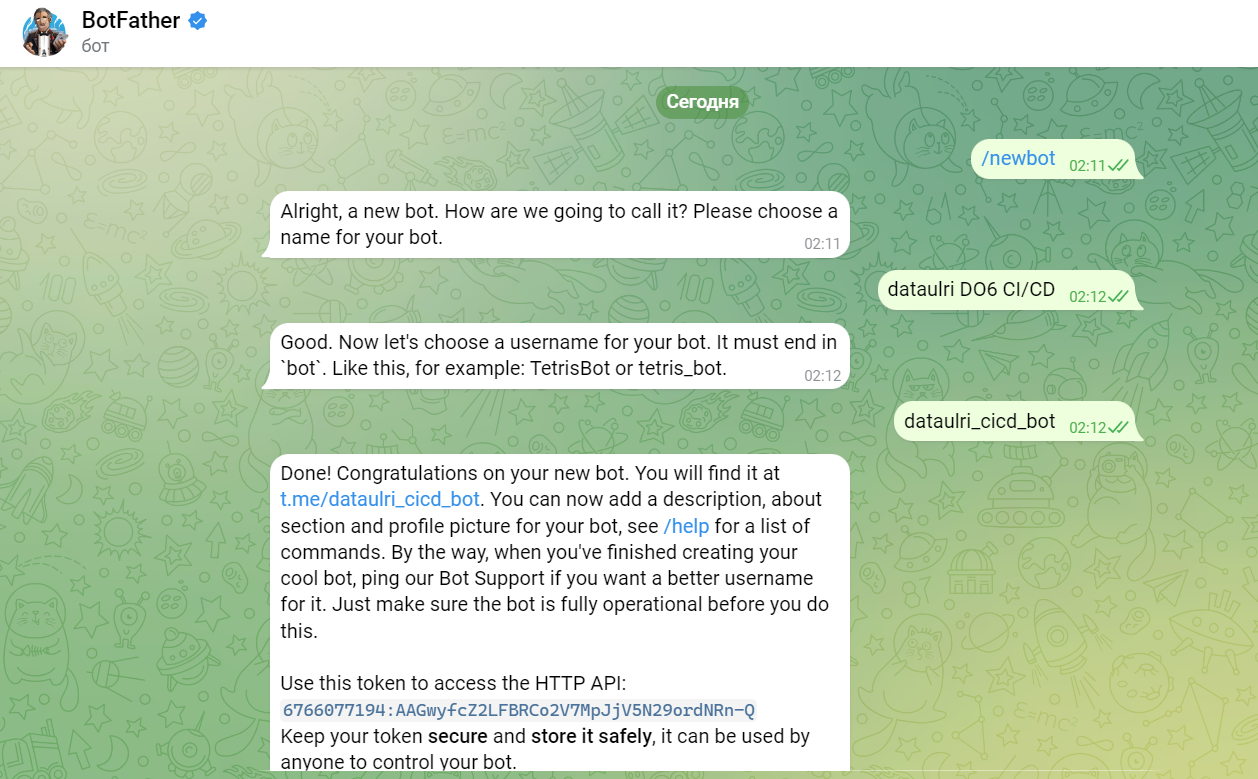 BotFather
бот
Сегодня
/newbot 02:11
Alright, a new bot. How are we going to call it? Please choose a
name for your bot.
02:11
dataulri DO6 CI/CD 02:12
Good. Now let's choose a username for your bot. It must end in
`bot`. Like this, for example: TetrisBot or tetris_bot.
02:12
dataulri_cicd_bot 02:12
Done! Congratulations on your new bot. You will find it at
t.me/dataulri_cicd_bot. You can now add a description, about
section and profile picture for your bot, see /help for a list of
commands. By the way, when you've finished creating your
cool bot, ping our Bot Support if you want a better username
for it. Just make sure the bot is fully operational before you do
this.
Use this token to access the HTTP API:
6766077194:AAGwyfcZ2LFBRCo2V7MpJjV5N29ordNRn-Q
Keep your token secure and store it safely, it can be used by
anyone to control your bot.